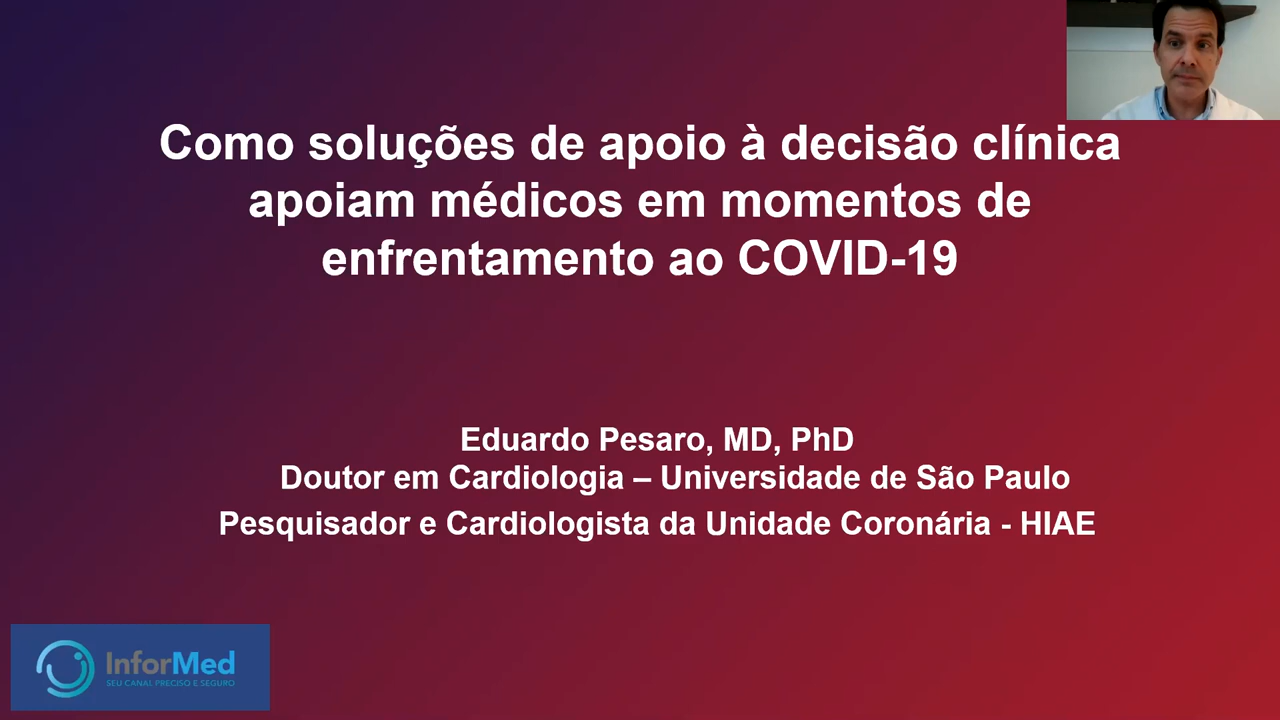 Como soluções de apoio à decisão clínica
apoiam médicos em momentos de
enfrentamento ao COVID-19
Eduardo Pesaro, MD, PhD
Doutor em Cardiologia – Universidade de São Paulo
Pesquisador e Cardiologista da Unidade Coronária - HIAE
InforMed
SEU CANAL PRECISO E SEGURO